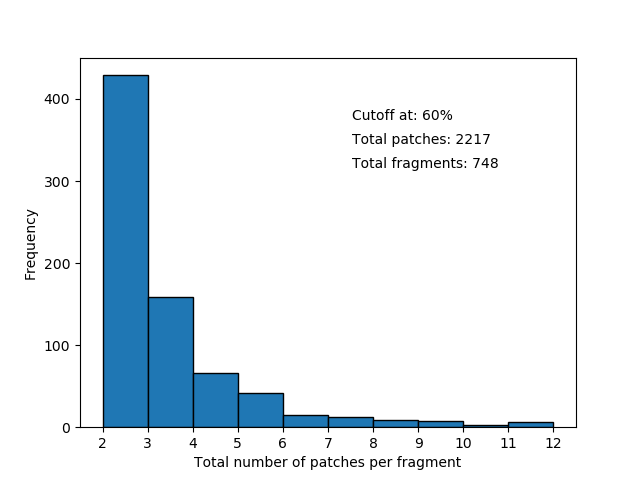 Cutoff at: 60%
Total patches: 2217
Total fragments: 748
400
300
200
100
0
Frequency
2 3 4 5 6 7 8 9 10 11 12
Total number of patches per fragment